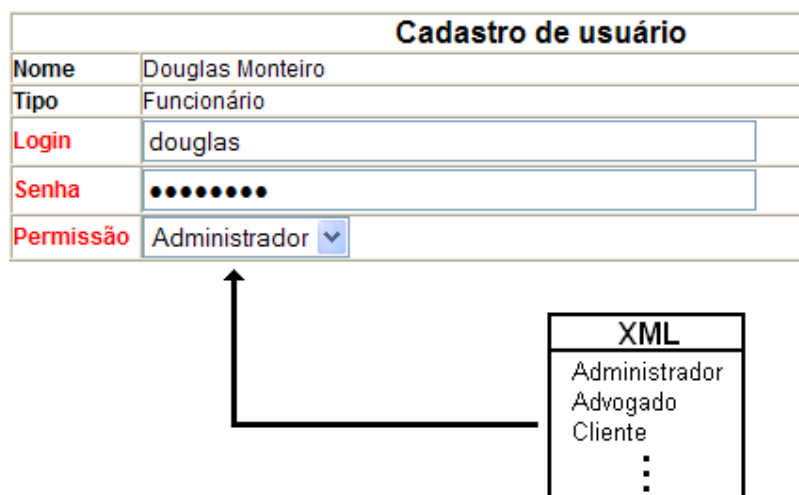 Cadastro de usuário
Nome Douglas Monteiro
Tipo Funcionário
Login douglas
Senha ●●●●●●●●
Permissão Administrador
XML
Administrador
Advogado
Cliente